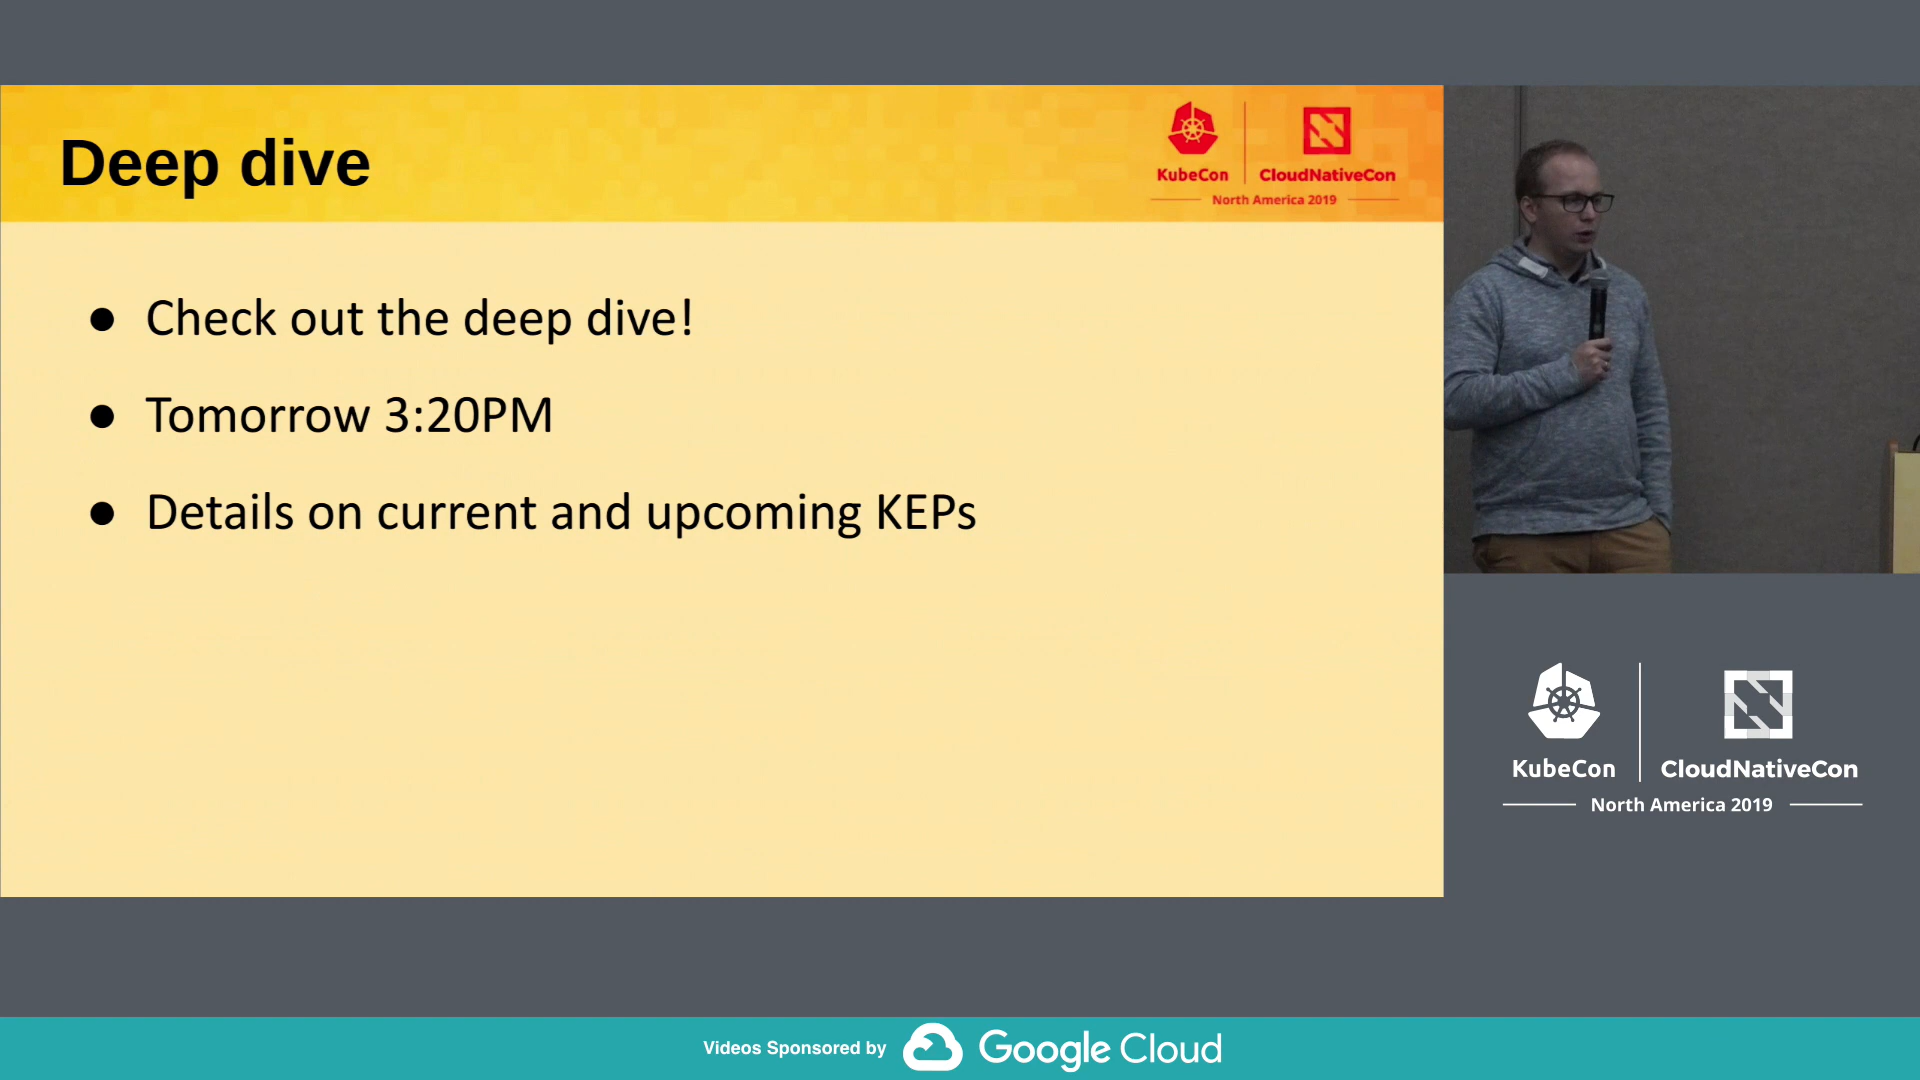 Deep dive
KubeCon
CloudNativeCon
North America 2019
Check out the deep dive!
Tomorrow 3:20PM
Details on current and upcoming KEPs
KubeCon
CloudNativeCon
North America 2019
Videos Sponsored by
Google Cloud